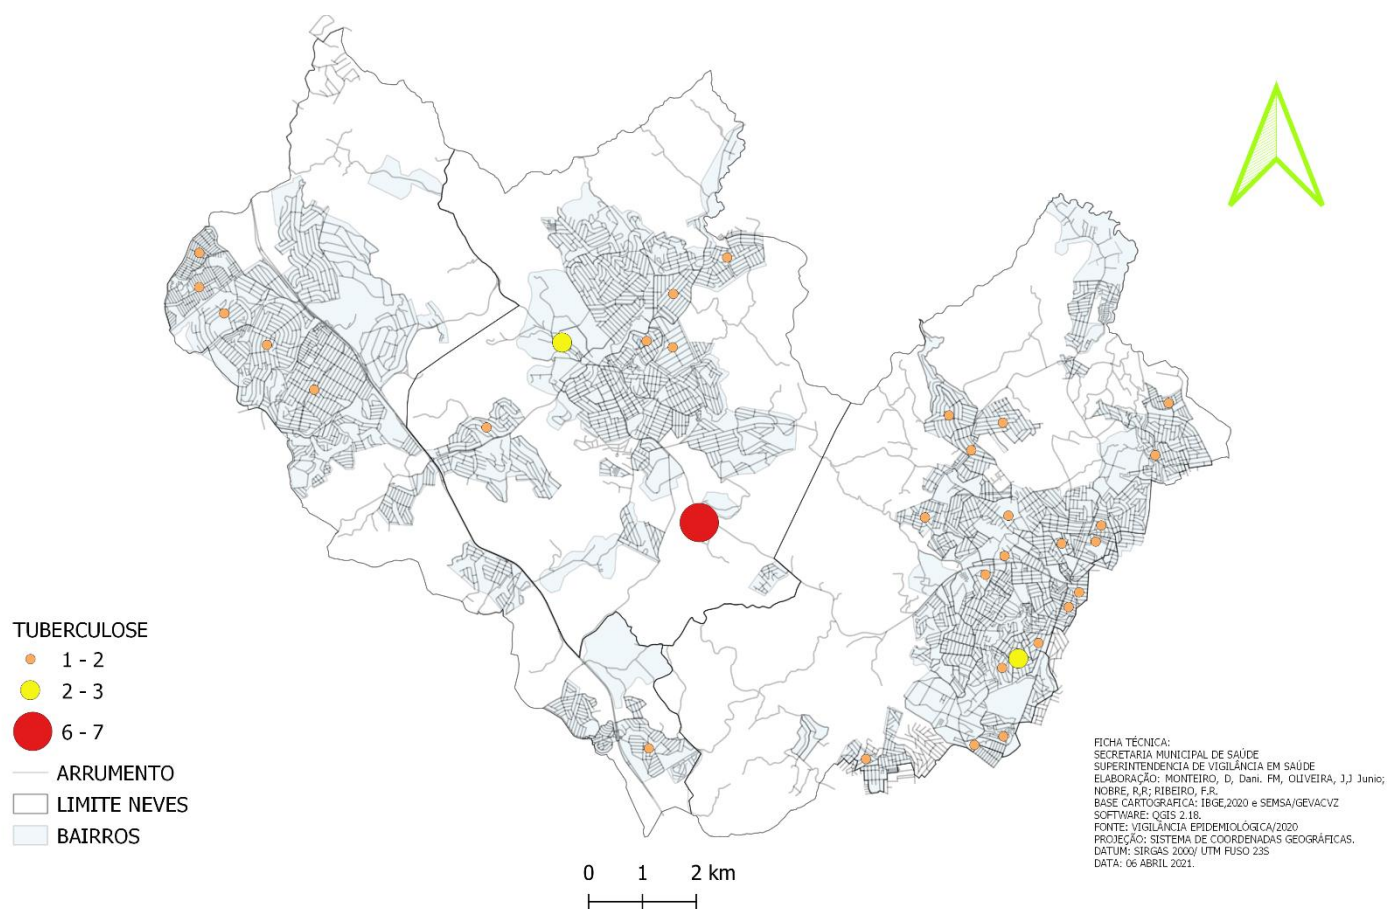 TUBERCULOSE
1 - 2
2 - 3
6 - 7
ARRUMENTO
LIMITE NEVES
BAIRROS
0 1 2 km
FICHA TÉCNICA:
SECRETARIA MUNICIPAL DE SAÚDE
SUPERINTENDENCIA DE VIGILÂNCIA EM SAÚDE
ELABORAÇÃO: MONTEIRO, D, Dani. FM, OLIVEIRA, J,J Junio;
NOBRE, R,R; RIBEIRO, F.R.
BASE CARTOGRAFICA: IBGE,2020 e SEMSA/GEVACVZ
SOFTWARE: QGIS 2.18.
FONTE: VIGILÂNCIA EPIDEMIOLÓGICA/2020
PROJEÇÃO: SISTEMA DE COORDENADAS GEOGRÁFICAS.
DATUM: SIRGAS 2000/ UTM FUSO 23S
DATA: 06 ABRIL 2021.